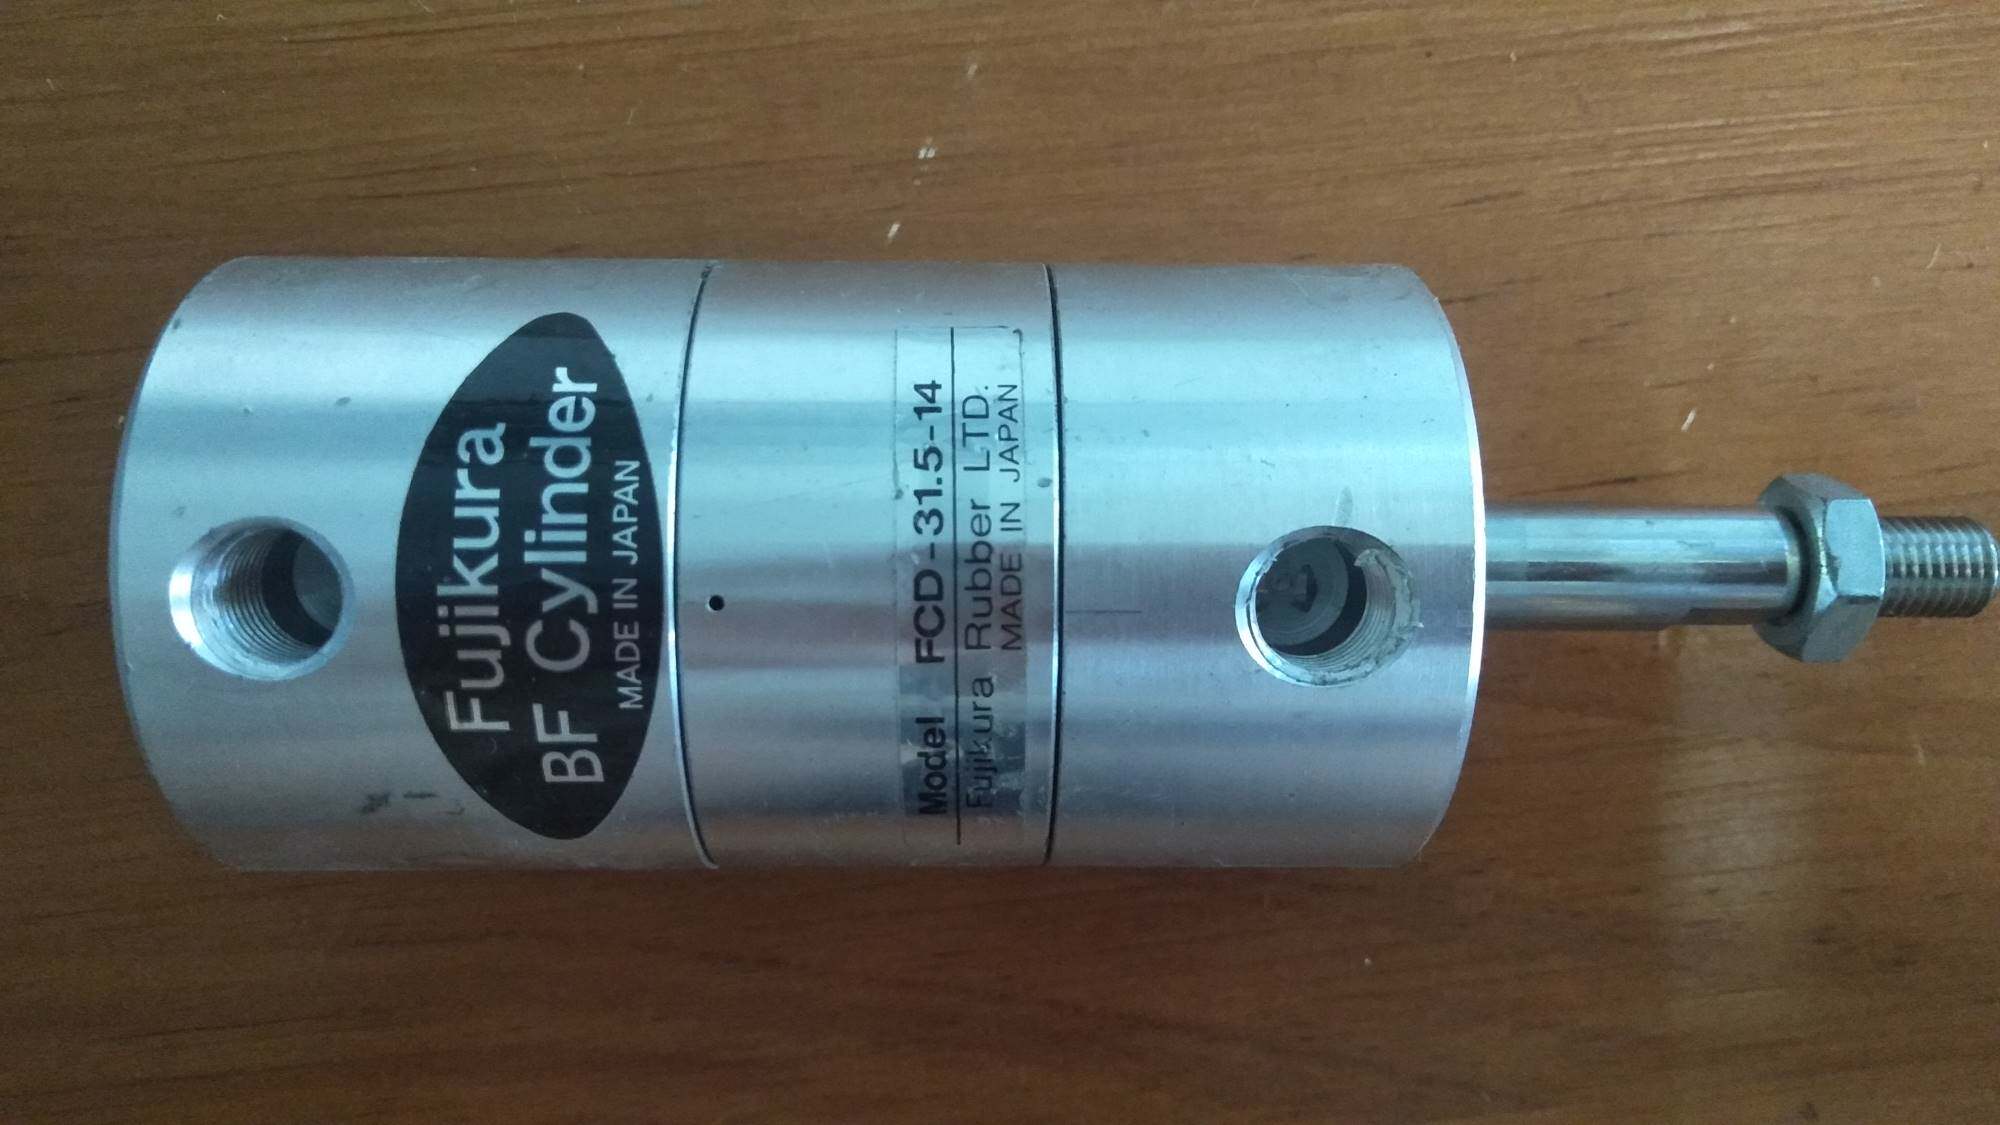 Fujikura
BF Cylinder
MADE IN JAPAN
Model FCD-31.5-14
Fujikura Rubber LTD.
MADE IN JAPAN